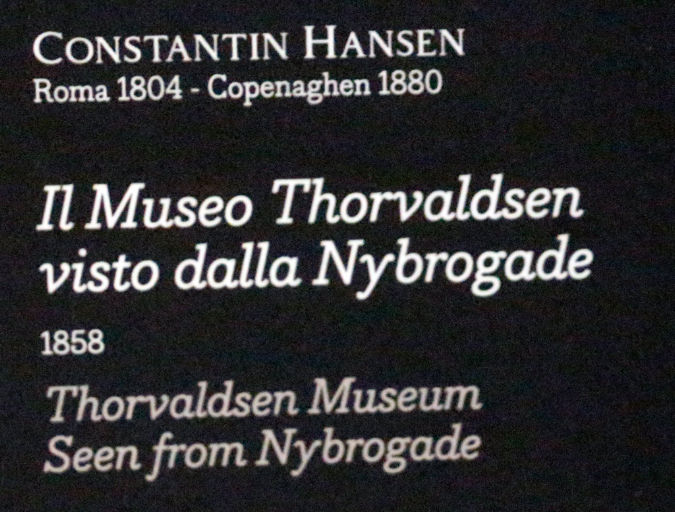 CONSTANTIN HANSEN
Roma 1804 - Copenaghen 1880
Il Museo Thorvaldsen
visto dalla Nybrogade
1858
Thorvaldsen Museum
Seen from Nybrogade